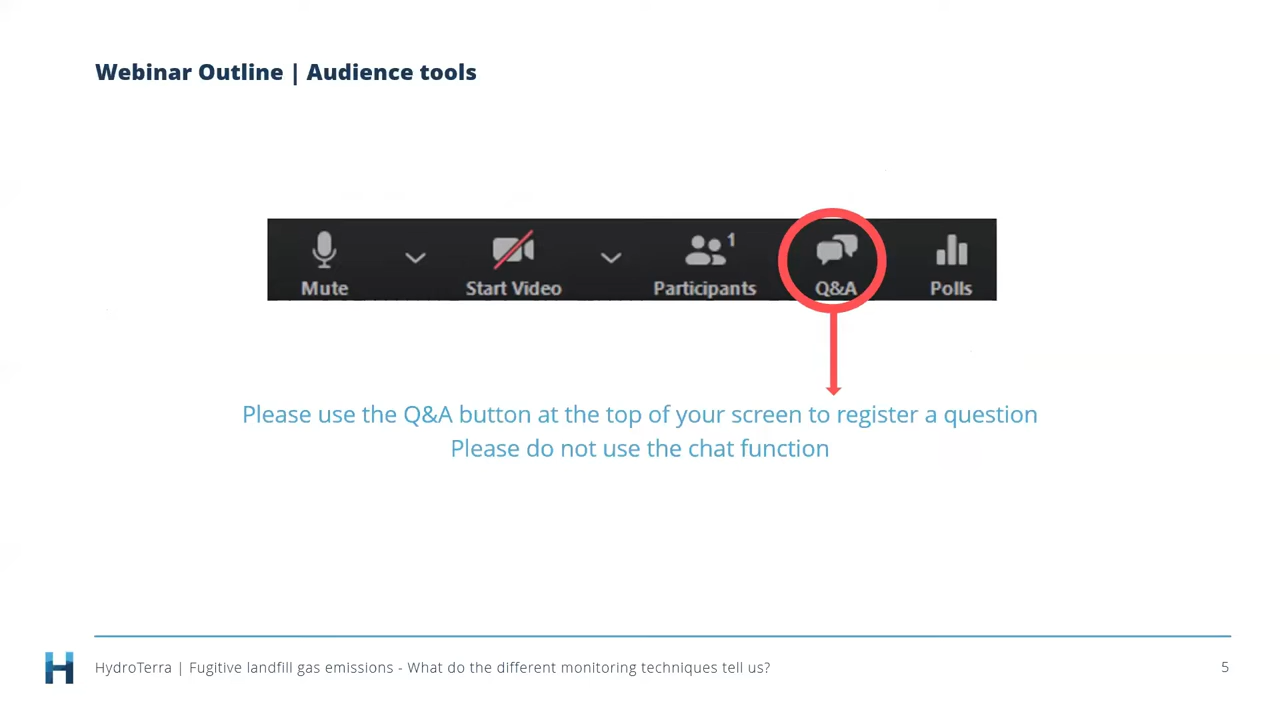 Webinar Outline | Audience tools
1
Mute
Start Video
Participants
Q&A
Polls
Please use the Q&A button at the top of your screen to register a question
Please do not use the chat function
HydroTerra | Fugitive landfill gas emissions - What do the different monitoring techniques tell us?
5